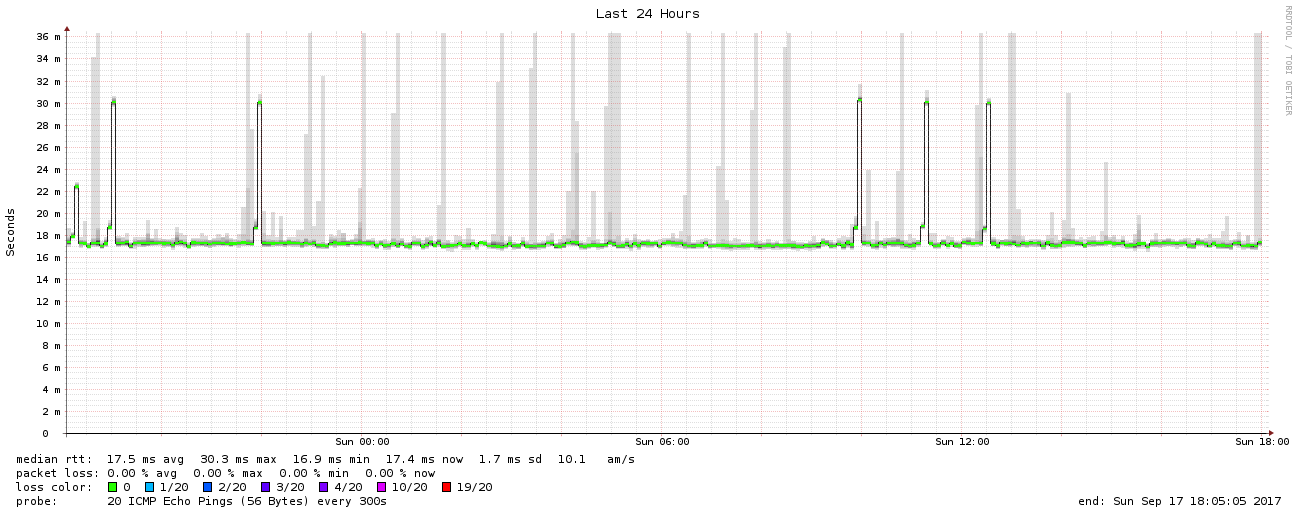 Last 24 Hours
RRDTOOL / TOBI OETIKER
36 m
34 m
32 m
30 m
28 m
26 m
24 m
22 m
20 m
18 m
16 m
14 m
12 m
10 m
8 m
6 m
4 m
2 m
0
Seconds
Sun 00:00 Sun 06:00 Sun 12:00 Sun 18:00
median rtt: 17.5 ms avg 30.3 ms max 16.9 ms min 17.4 ms now 1.7 ms sd 10.1 am/s
packet loss: 0.00 % avg 0.00 % max 0.00 % min 0.00 % now
loss color: 0 1/20 2/20 3/20 4/20 10/20 19/20
probe: 20 ICMP Echo Pings (56 Bytes) every 300s end: Sun Sep 17 18:05:05 2017